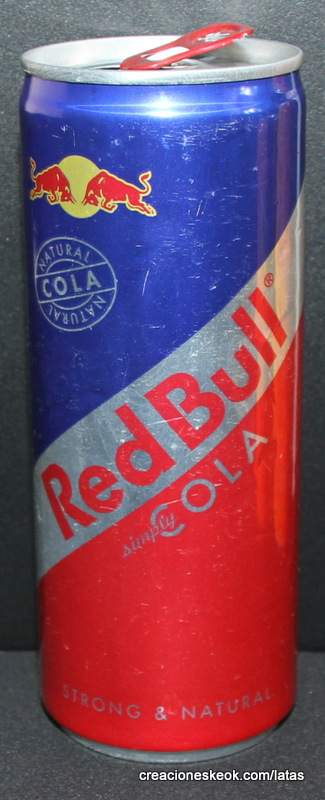 NATURAL
COLA
NATURAL
Red Bull®
simply COLA
STRONG & NATURAL
creacioneskeok.com/latas